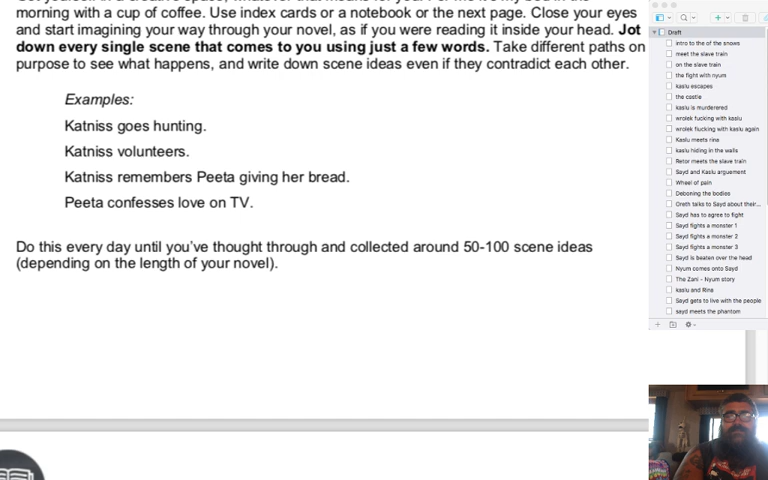 morning with a cup of coffee. Use index cards or a notebook or the next page. Close your eyes
and start imagining your way through your novel, as if you were reading it inside your head. Jot
down every single scene that comes to you using just a few words. Take different paths on
purpose to see what happens, and write down scene ideas even if they contradict each other.
Examples:
Katniss goes hunting.
Katniss volunteers.
Katniss remembers Peeta giving her bread.
Peeta confesses love on TV.
Do this every day until you've thought through and collected around 50-100 scene ideas
(depending on the length of your novel).
Draft
intro to the of the snows
meet the slave train
on the slave train
the fight with nyum
kaslu escapes
the castle
kaslu is murderered
wrolek fucking with kaslu
wrolek fiucking with kaslu again
Kaslu meets rina
kaslu hiding in the walls
Retor meets the slave train
Sayd and Kaslu arguement
Wheel of pain
Deboning the bodies
Oreth talks to Sayd about their...
Sayd has to agree to fight
Sayd fights a monster 1
Sayd fights a monster 2
Sayd fights a monster 3
Sayd is beaten over the head
Nyum comes onto Sayd
The Zani - Nyum story
kaslu and Rina
Sayd gets to live with the people
sayd meets the phantom